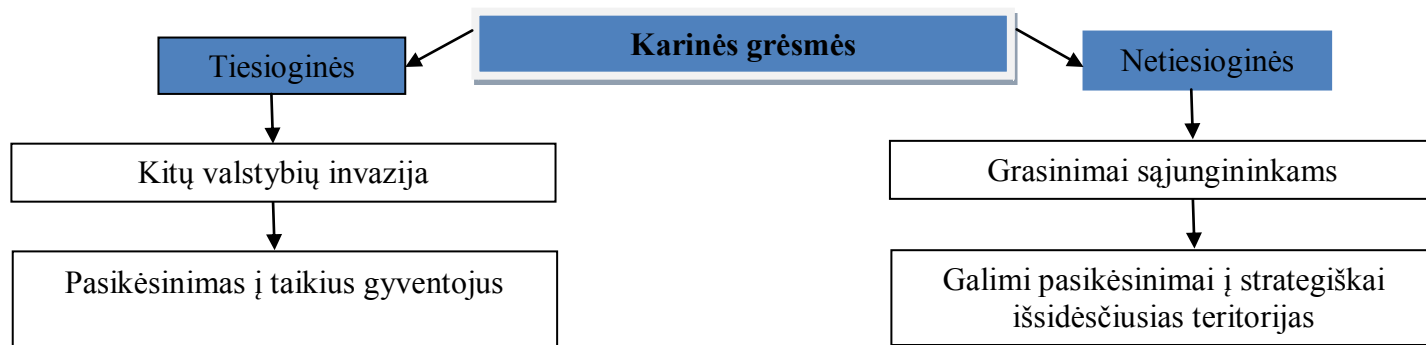 Karinės grėsmės
Tiesioginės
Netiesioginės
Kitų valstybių invazija
Grasinimai sąjungininkams
Pasikėsinimas į taikius gyventojus
Galimi pasikėsinimai į strategiškai
išsidėsčiusias teritorijas